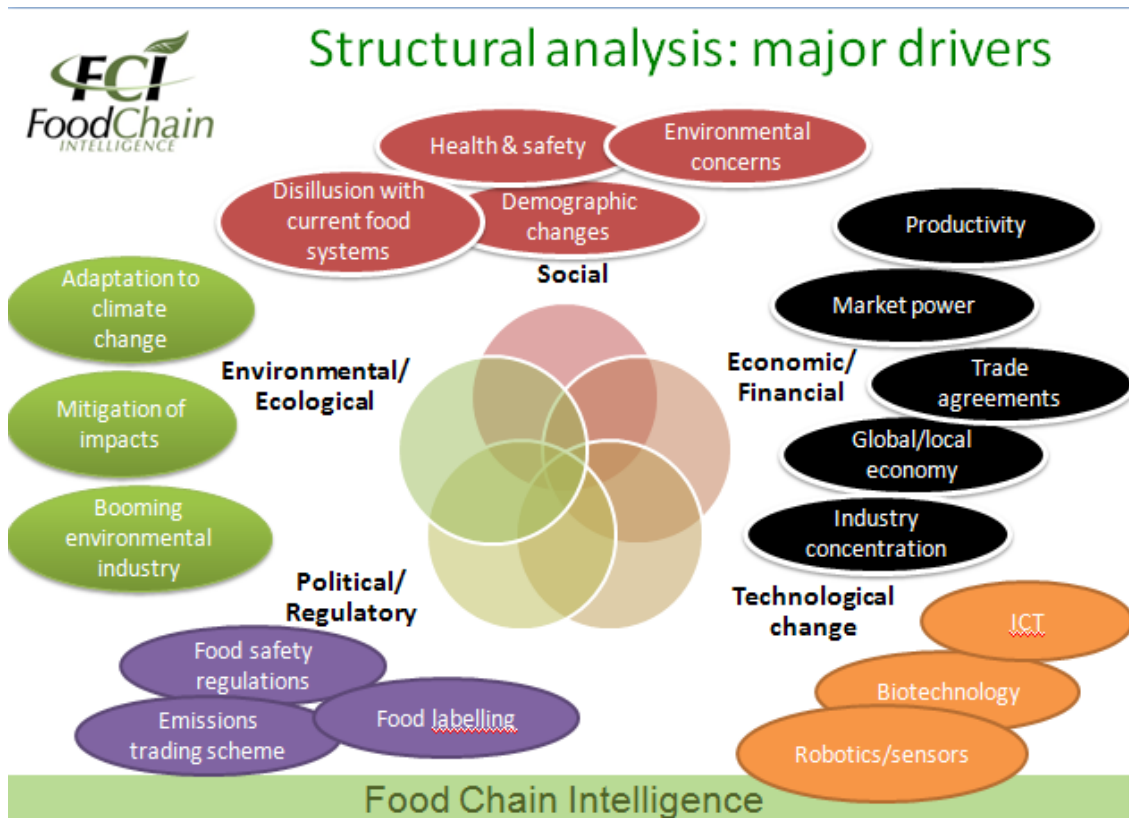 FCI
FoodChain
INTELLIGENCE
Structural analysis: major drivers
Health & safety
Environmental
concerns
Disillusion with
current food
systems
Demographic
changes
Social
Productivity
Market power
Economic/
Financial
Trade
agreements
Global/local
economy
Industry
concentration
Adaptation to
climate
change
Environmental/
Ecological
Mitigation of
impacts
Booming
environmental
industry
Political/
Regulatory
Technological
change
Food safety
regulations
Emissions
trading scheme
Food labelling
ICT
Biotechnology
Robotics/sensors
Food Chain Intelligence